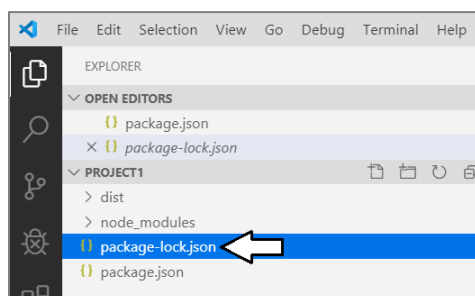 File Edit Selection View Go Debug Terminal Help
EXPLORER
OPEN EDITORS
{} package.json
{} package-lock.json
PROJECT1
dist
node_modules
{} package-lock.json
{} package.json